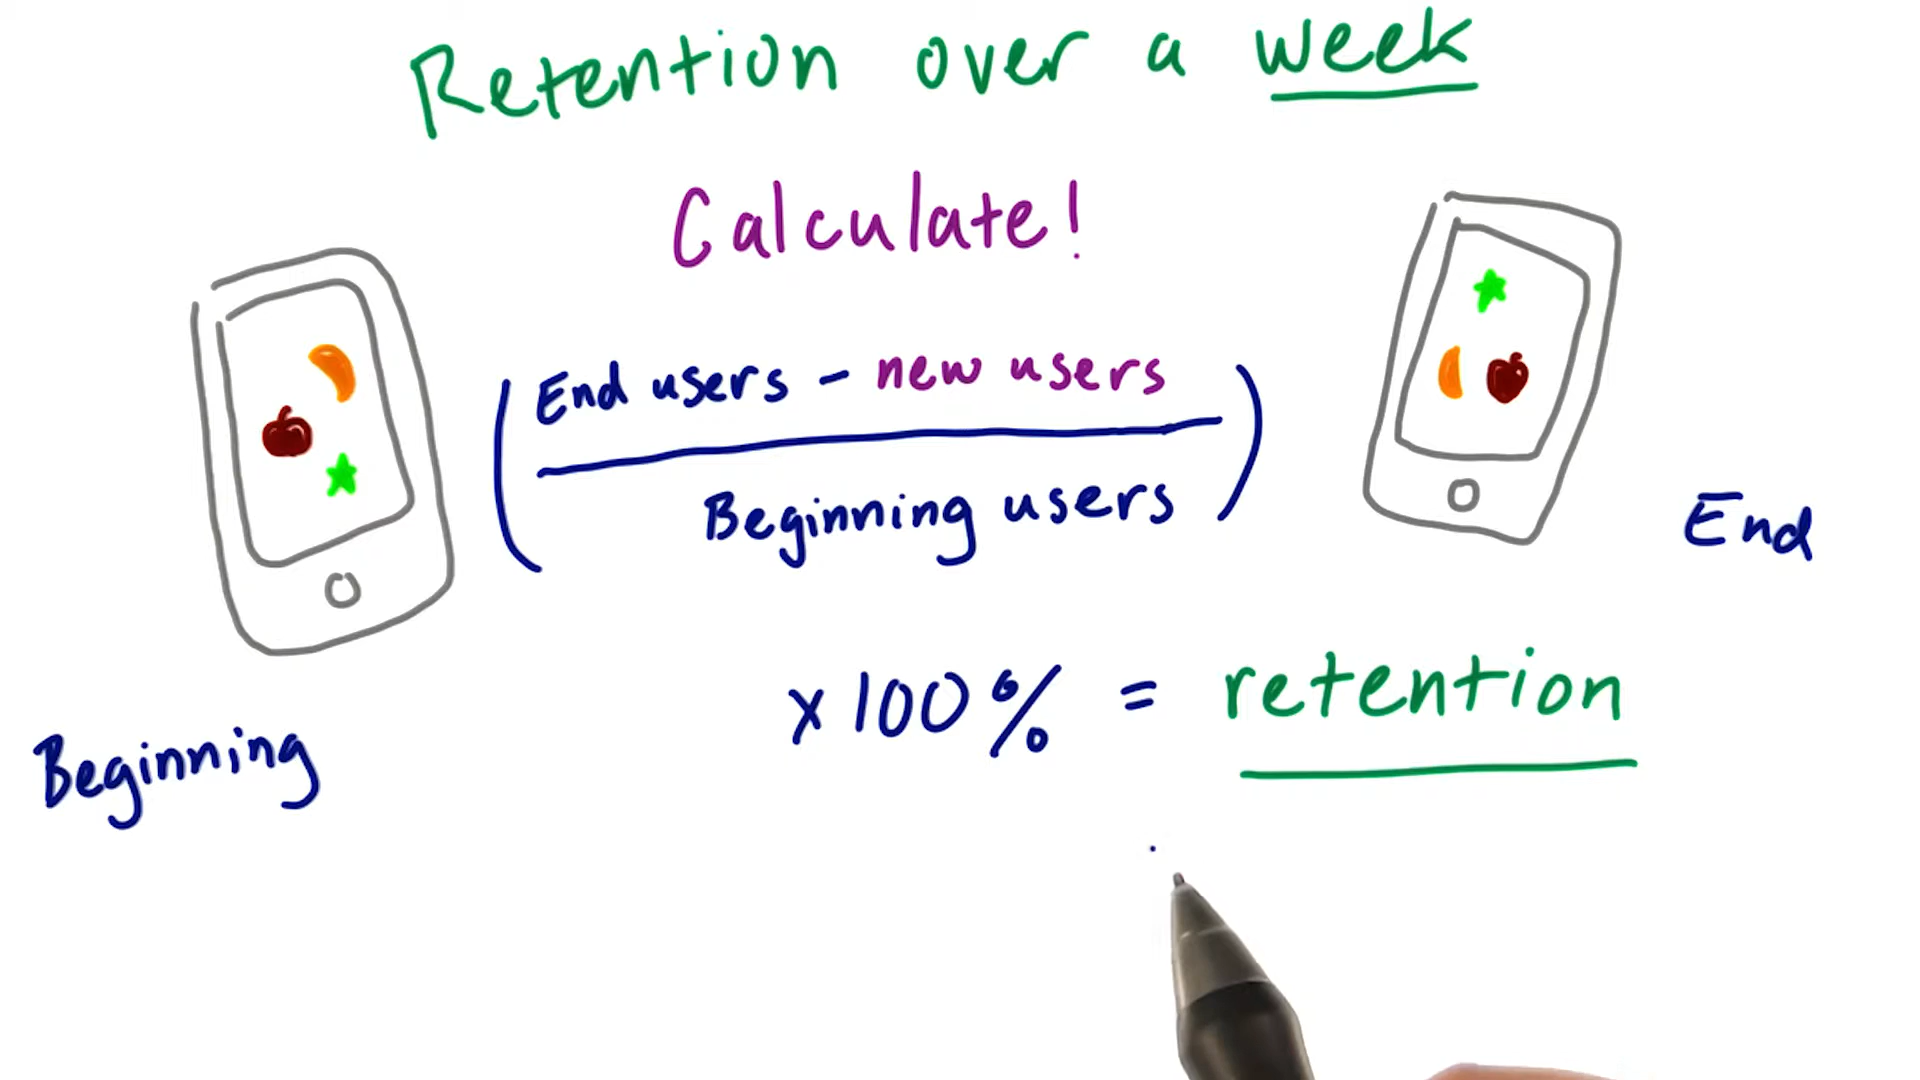 Retention over a week
Calculate!
(End users - new users
Beginning users)
End
x 100% = retention
Beginning